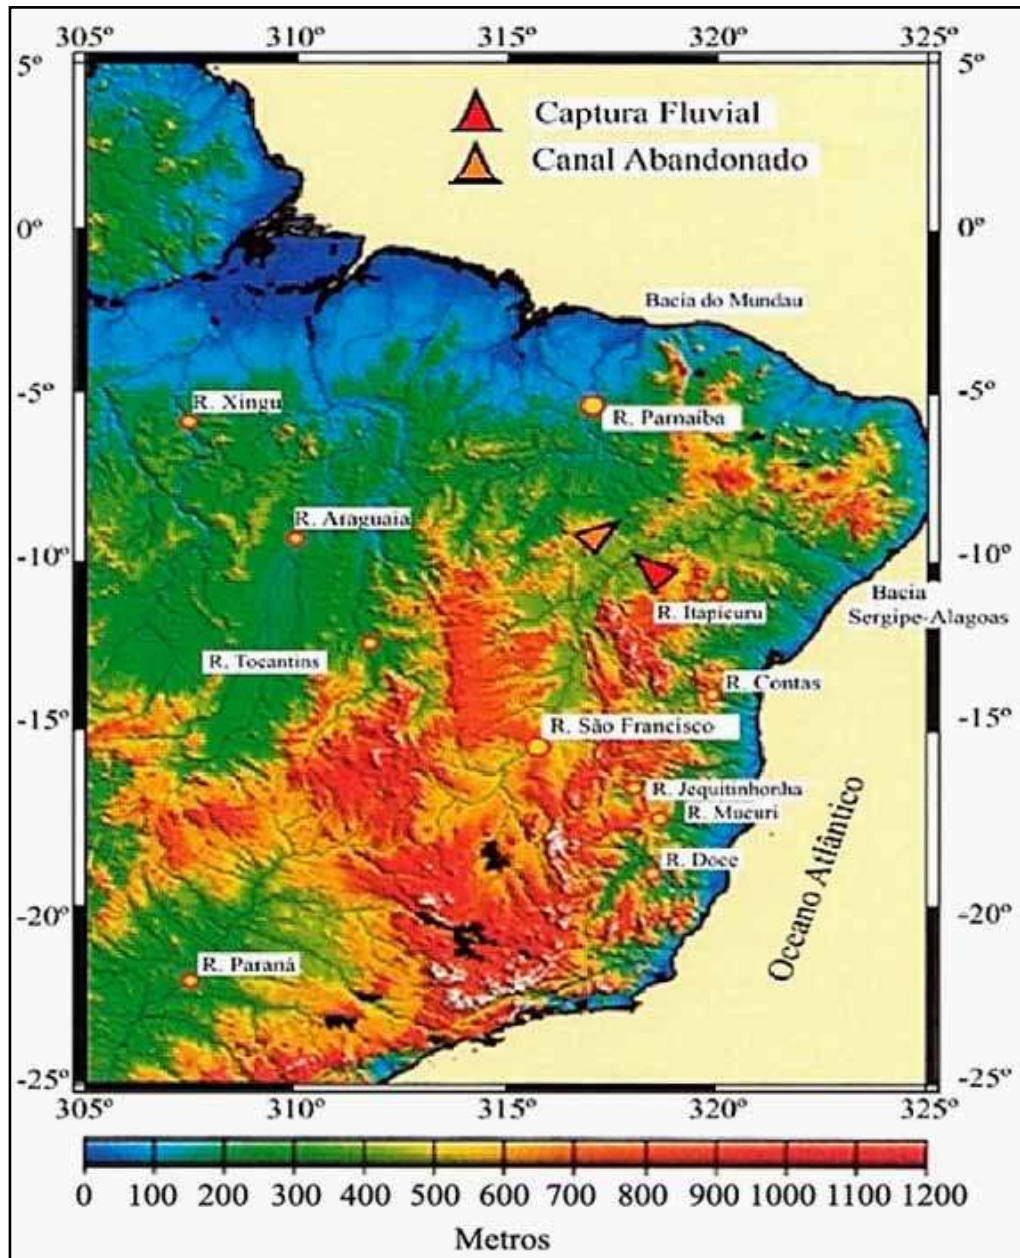 305º 310º 315º 320º 325º
5º 5º
Captura Fluvial
Canal Abandonado
0º 0º
Bacia do Mundau
-5º -5º
R. Xingu
R. Parnaíba
R. Araguaia
-10º -10º
R. Itapicuru
Bacia
Sergipe-Alagoas
R. Tocantins
R. Contas
-15º -15º
R. São Francisco
R. Jequitinhonha
R. Mucuri
R. Doce
Oceano Atlântico
-20º -20º
R. Paraná
-25º -25º
305º 310º 315º 320º 325º
0 100 200 300 400 500 600 650 700 800 900 1000 1100 1200
Metros